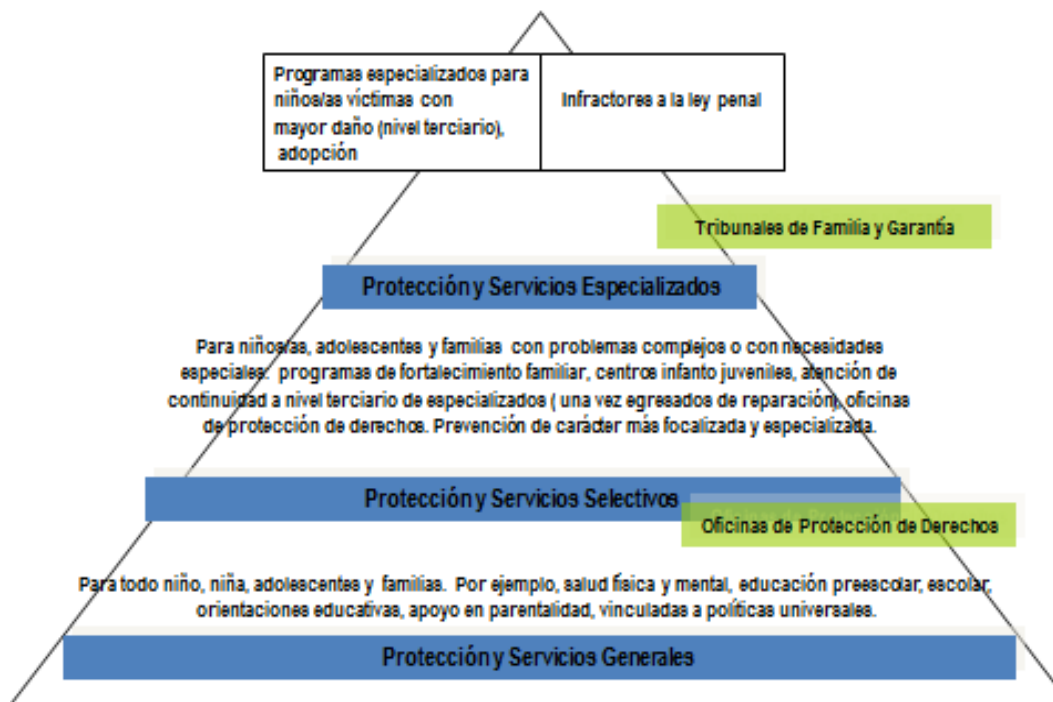 Programas especializados para
niños/as víctimas con
mayor daño (nivel terciario),
adopción
Infractores a la ley penal
Tribunales de Familia y Garantía
Protección y Servicios Especializados
Para niños/as, adolescentes y familias con problemas complejos o con necesidades
especiales: programas de fortalecimiento familiar, centros infanto juveniles, atención de
continuidad a nivel terciario de especializados ( una vez egresados de reparación), oficinas
de protección de derechos. Prevención de carácter más focalizada y especializada.
Protección y Servicios Selectivos
Oficinas de Protección de Derechos
Para todo niño, niña, adolescentes y familias. Por ejemplo, salud física y mental, educación preescolar, escolar,
orientaciones educativas, apoyo en parentalidad, vinculadas a políticas universales.
Protección y Servicios Generales